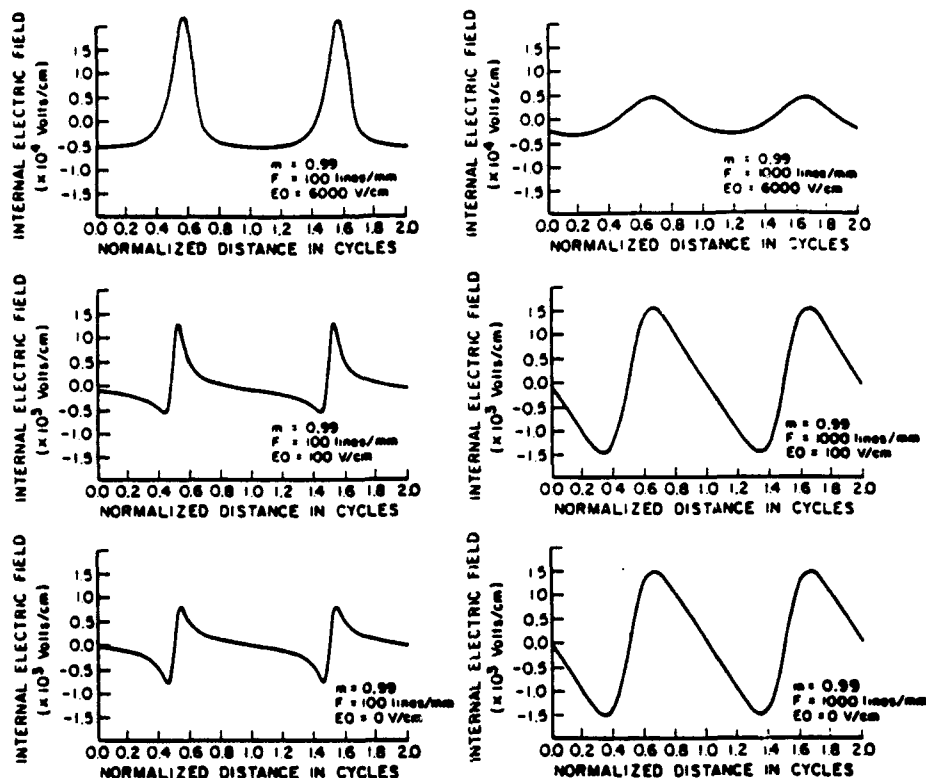 INTERNAL ELECTRIC FIELD
(×10⁴ Volts/cm)
1.5
1.0
0.5
0.0
-0.5
-1.0
-1.5
m = 0.99
F = 100 lines/mm
EO = 6000 V/cm
0.0 0.2 0.4 0.6 0.8 1.0 1.2 1.4 1.6 1.8 2.0
NORMALIZED DISTANCE IN CYCLES
INTERNAL ELECTRIC FIELD
(×10⁴ Volts/cm)
1.5
1.0
0.5
0.0
-0.5
-1.0
-1.5
m = 0.99
F = 1000 lines/mm
EO = 6000 V/cm
0.0 0.2 0.4 0.6 0.8 1.0 1.2 1.4 1.6 1.8 2.0
NORMALIZED DISTANCE IN CYCLES
INTERNAL ELECTRIC FIELD
(×10³ Volts/cm)
1.5
1.0
0.5
0.0
-0.5
-1.0
-1.5
m = 0.99
F = 100 lines/mm
EO = 100 V/cm
0.0 0.2 0.4 0.6 0.8 1.0 1.2 1.4 1.6 1.8 2.0
NORMALIZED DISTANCE IN CYCLES
INTERNAL ELECTRIC FIELD
(×10³ Volts/cm)
1.5
1.0
0.5
0.0
-0.5
-1.0
-1.5
m = 0.99
F = 1000 lines/mm
EO = 100 V/cm
0.0 0.2 0.4 0.6 0.8 1.0 1.2 1.4 1.6 1.8 2.0
NORMALIZED DISTANCE IN CYCLES
INTERNAL ELECTRIC FIELD
(×10³ Volts/cm)
1.5
1.0
0.5
0.0
-0.5
-1.0
-1.5
m = 0.99
F = 100 lines/mm
EO = 0 V/cm
0.0 0.2 0.4 0.6 0.8 1.0 1.2 1.4 1.6 1.8 2.0
NORMALIZED DISTANCE IN CYCLES
INTERNAL ELECTRIC FIELD
(×10³ Volts/cm)
1.5
1.0
0.5
0.0
-0.5
-1.0
-1.5
m = 0.99
F = 1000 lines/mm
EO = 0 V/cm
0.0 0.2 0.4 0.6 0.8 1.0 1.2 1.4 1.6 1.8 2.0
NORMALIZED DISTANCE IN CYCLES